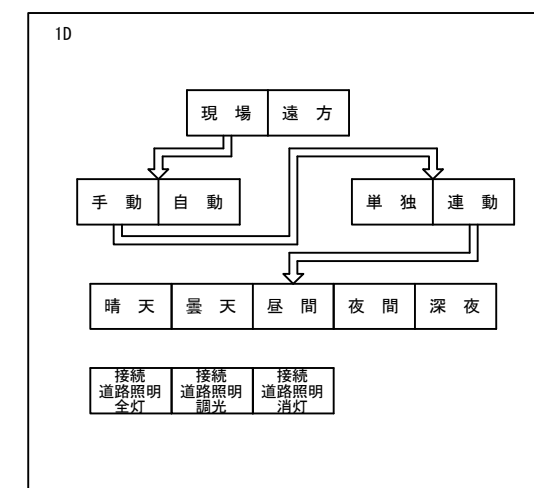 1D
現 場 遠 方
手 動 自 動 単 独 連 動
晴 天 曇 天 昼 間 夜 間 深 夜
接続 接続 接続
道路照明 道路照明 道路照明
全灯 調光 消灯